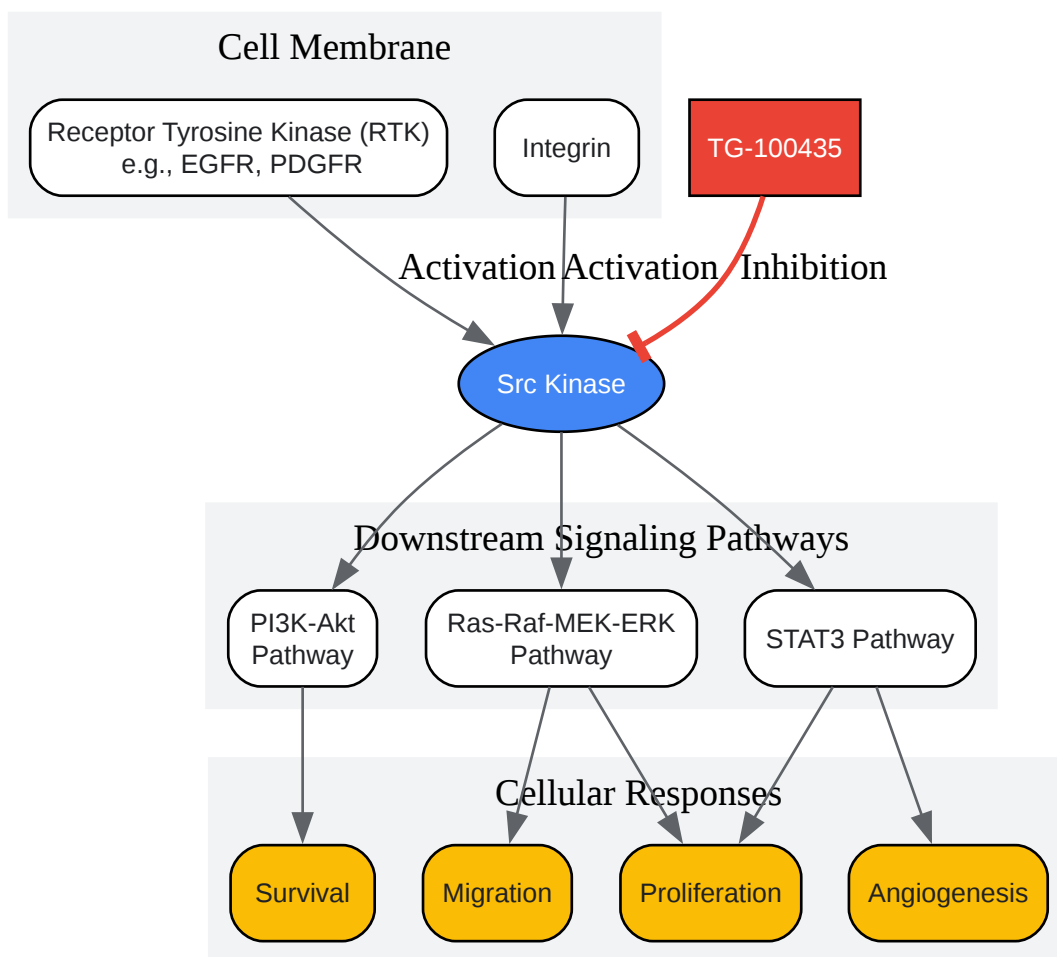 Cell Membrane
Receptor Tyrosine Kinase (RTK)
e.g., EGFR, PDGFR
Integrin
TG-100435
Activation
Activation
Inhibition
Src Kinase
Downstream Signaling Pathways
PI3K-Akt
Pathway
Ras-Raf-MEK-ERK
Pathway
STAT3 Pathway
Cellular Responses
Survival
Migration
Proliferation
Angiogenesis